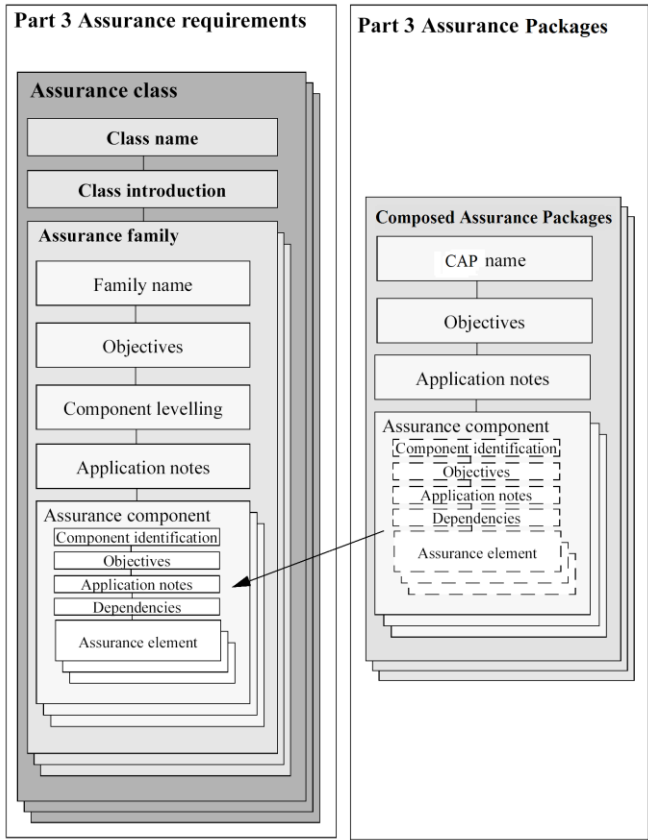 Part 3 Assurance requirements
Assurance class
Class name
Class introduction
Assurance family
Family name
Objectives
Component levelling
Application notes
Assurance component
Component identification
Objectives
Application notes
Dependencies
Assurance element
Part 3 Assurance Packages
Composed Assurance Packages
CAP name
Objectives
Application notes
Assurance component
Component identification
Objectives
Application notes
Dependencies
Assurance element